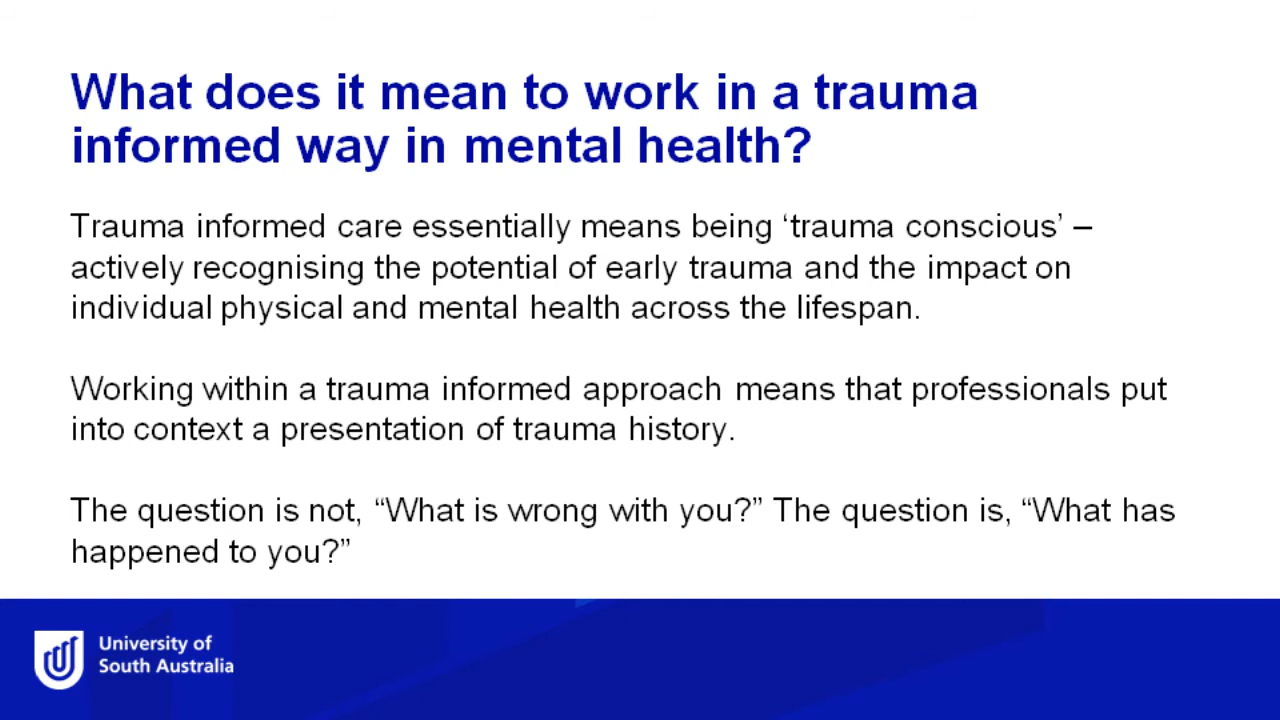 What does it mean to work in a trauma
informed way in mental health?
Trauma informed care essentially means being ‘trauma conscious’ –
actively recognising the potential of early trauma and the impact on
individual physical and mental health across the lifespan.
Working within a trauma informed approach means that professionals put
into context a presentation of trauma history.
The question is not, “What is wrong with you?” The question is, “What has
happened to you?”
University of
South Australia